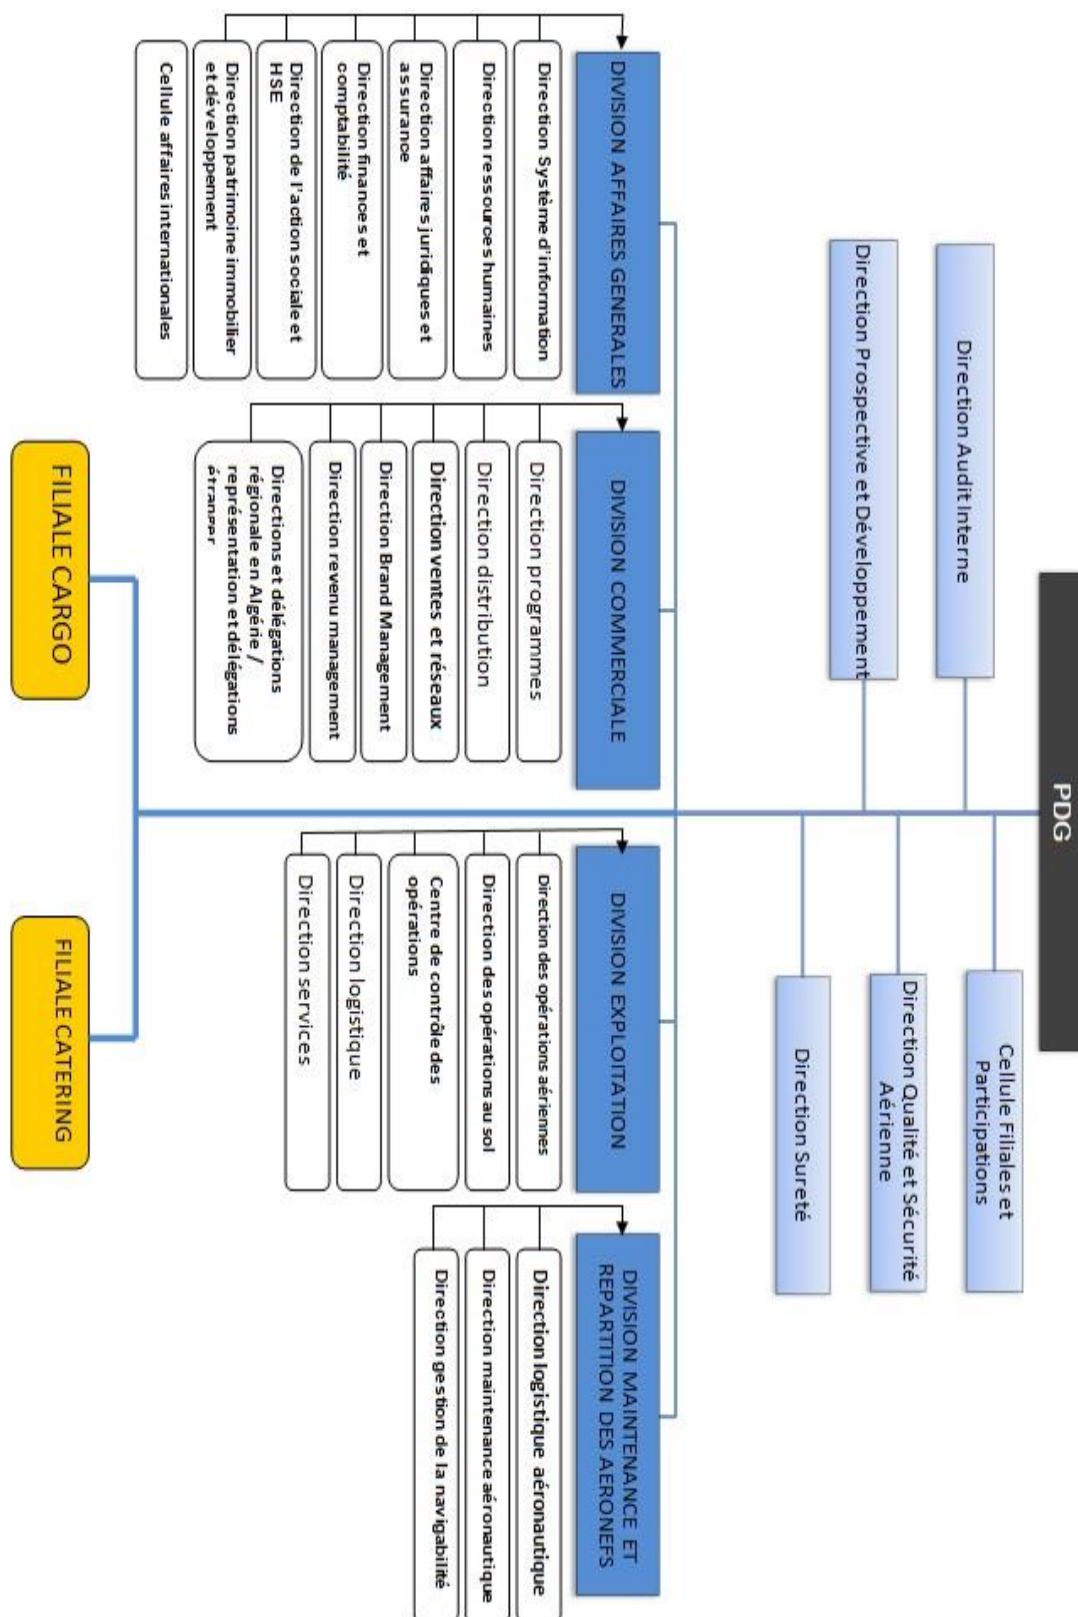 PDG
Cellule Filiales et
Participations
Direction Audit Interne
Direction Qualité et Sécurité
Aérienne
Direction Prospective et Développement
Direction Sureté
DIVISION AFFAIRES GENERALES
Direction Système d'information
Direction ressources humaines
Direction affaires juridiques et
assurance
Direction finances et
comptabilité
Direction de l'action sociale et
HSE
Direction patrimoine immobilier
et développement
Cellule affaires internationales
DIVISION COMMERCIALE
Direction programmes
Direction distribution
Direction ventes et réseaux
Direction Brand Management
Direction revenu management
Directions et délégations
régionale en Algérie /
représentation et délégations
étranger
DIVISION EXPLOITATION
Direction des opérations aériennes
Direction des opérations au sol
Centre de contrôle des
opérations
Direction logistique
Direction services
DIVISION MAINTENANCE ET
REPARTITION DES AERONEFS
Direction logistique aéronautique
Direction maintenance aéronautique
Direction gestion de la navigabilité
FILIALE CARGO
FILIALE CATERING